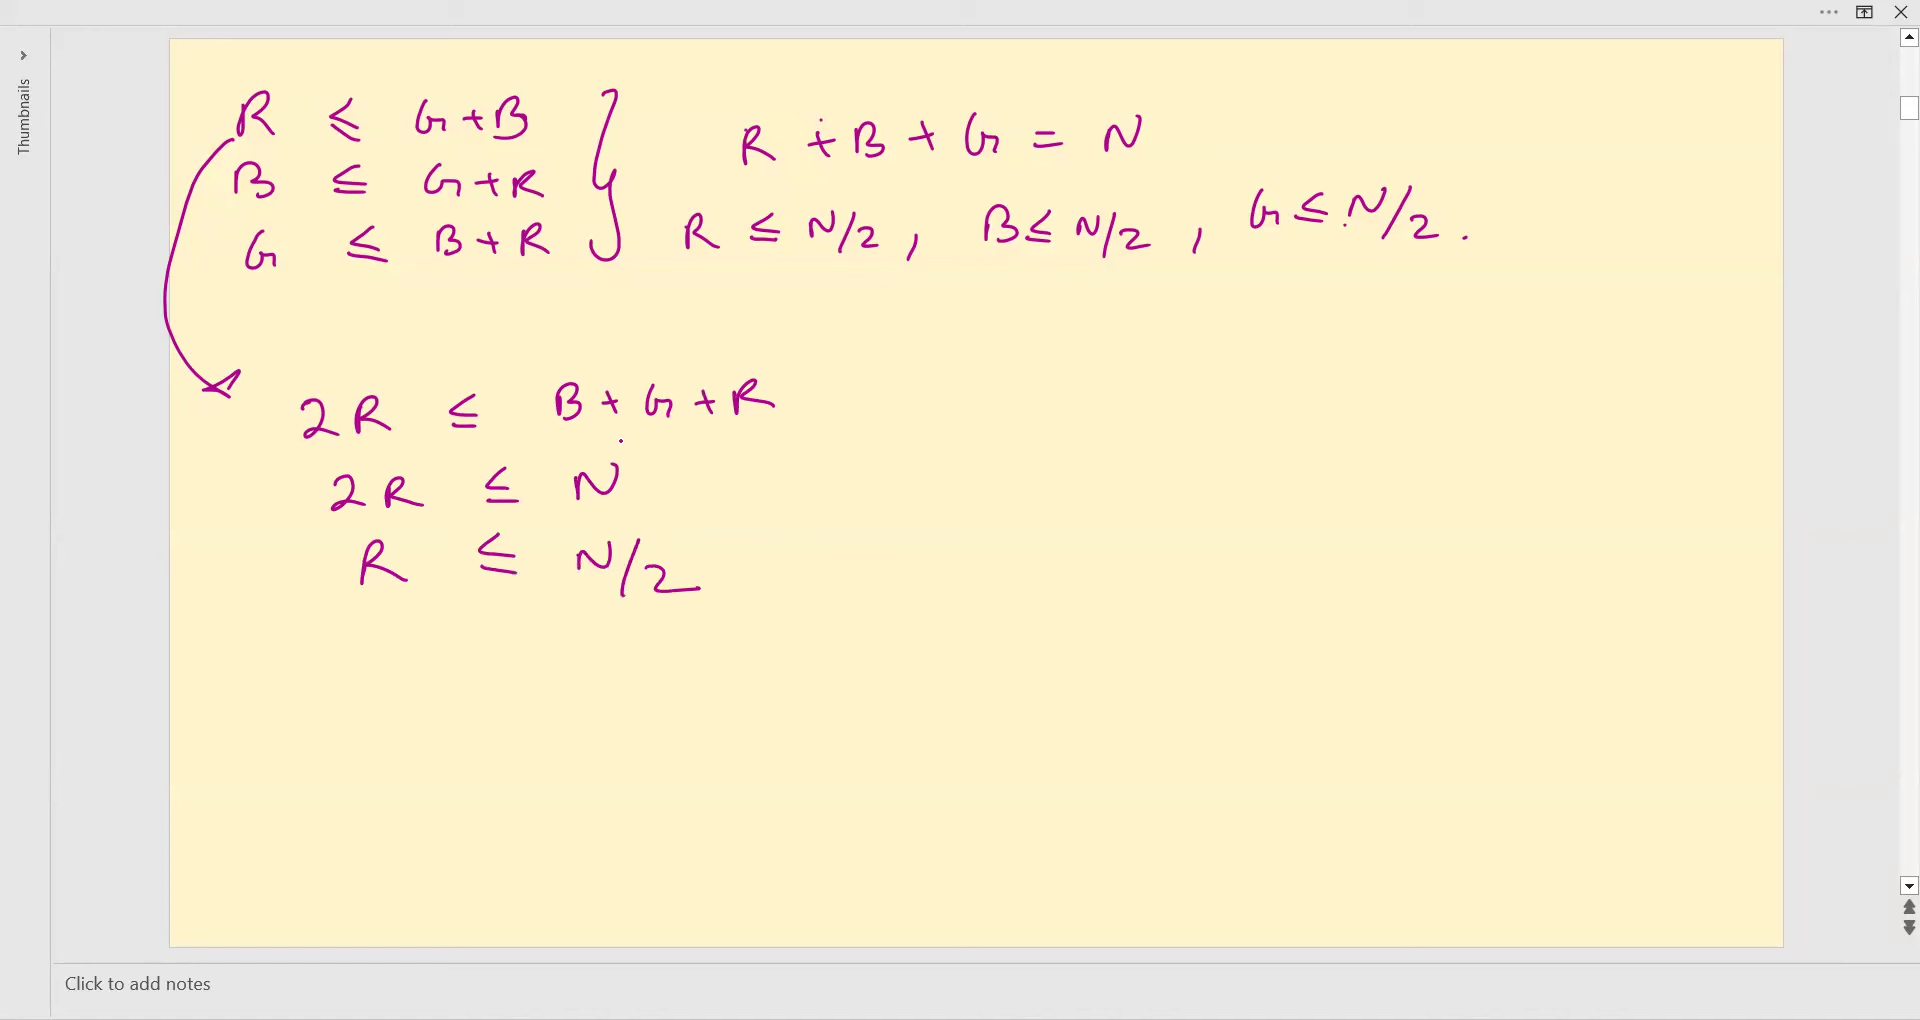 Thumbnails
R ≤ G+B
B ≤ G+R
G ≤ B+R
R + B + G = N
R ≤ N/2, B ≤ N/2, G ≤ N/2.
2R ≤ B+G+R
2R ≤ N
R ≤ N/2
Click to add notes